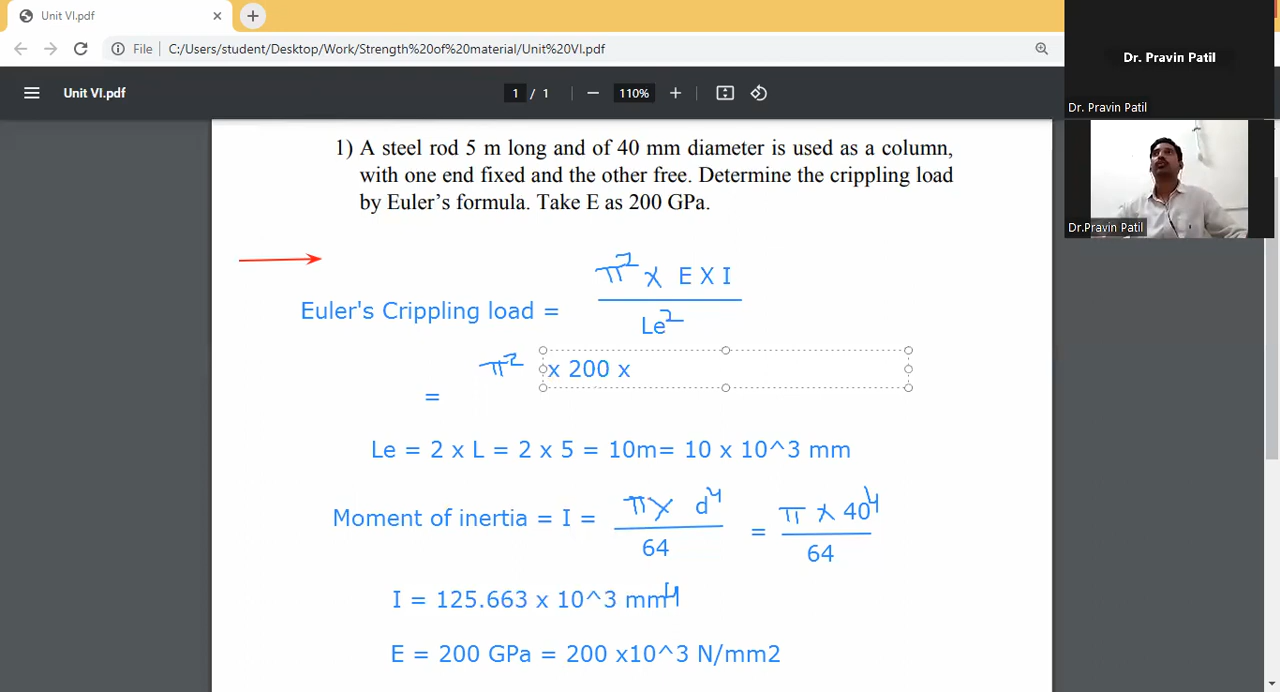 Unit VI.pdf
File C:/Users/student/Desktop/Work/Strength%20of%20material/Unit%20VI.pdf
Unit VI.pdf 1 / 1 110%
Dr. Pravin Patil
Dr. Pravin Patil
Dr.Pravin Patil
1) A steel rod 5 m long and of 40 mm diameter is used as a column,
with one end fixed and the other free. Determine the crippling load
by Euler’s formula. Take E as 200 GPa.
π² x E X I
Euler's Crippling load =
Le²
π² x 200 x
=
Le = 2 x L = 2 x 5 = 10m= 10 x 10^3 mm
π x d⁴ π x 40⁴
Moment of inertia = I = =
64 64
I = 125.663 x 10^3 mm⁴
E = 200 GPa = 200 x10^3 N/mm2